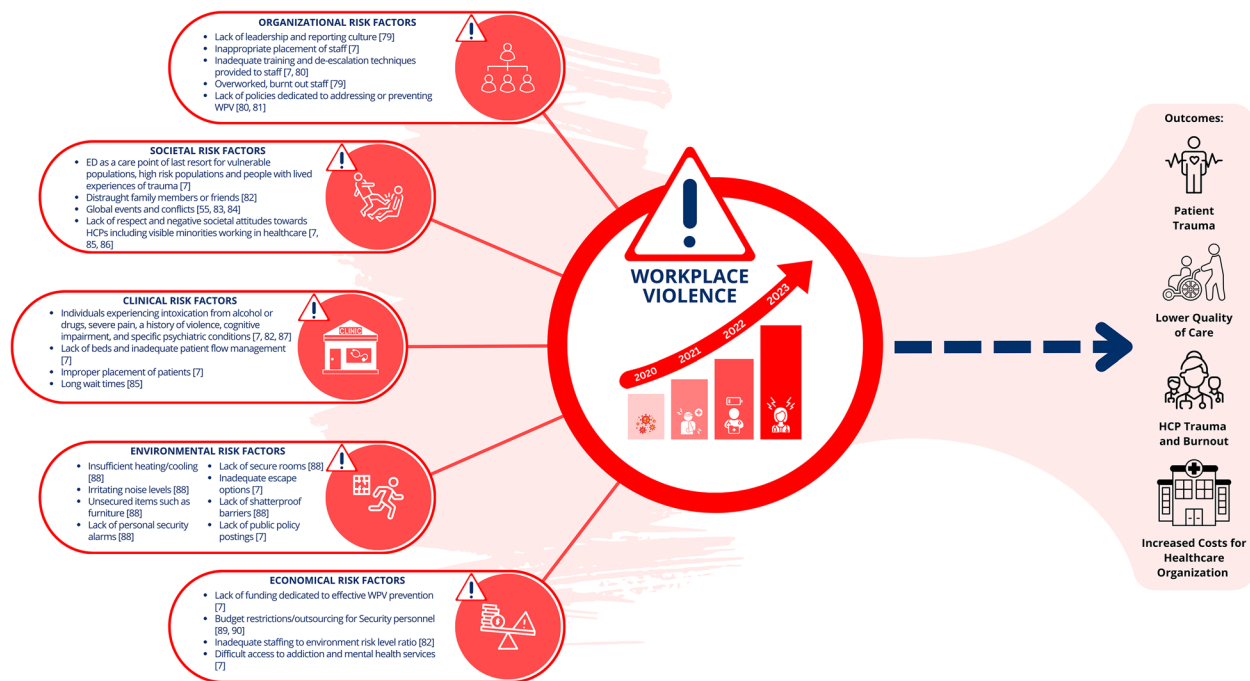 ORGANIZATIONAL RISK FACTORS
• Lack of leadership and reporting culture [79]
• Inappropriate placement of staff [7]
• Inadequate training and de-escalation techniques
provided to staff [7, 80]
• Overworked, burnt out staff [79]
• Lack of policies dedicated to addressing or preventing
WPV [80, 81]
SOCIETAL RISK FACTORS
• ED as a care point of last resort for vulnerable
populations, high risk populations and people with lived
experiences of trauma [7]
• Distraught family members or friends [82]
• Global events and conflicts [55, 83, 84]
• Lack of respect and negative societal attitudes towards
HCPs including visible minorities working in healthcare [7,
85, 86]
CLINICAL RISK FACTORS
• Individuals experiencing intoxication from alcohol or
drugs, severe pain, a history of violence, cognitive
impairment, and specific psychiatric conditions [7, 82, 87]
• Lack of beds and inadequate patient flow management
[7]
• Improper placement of patients [7]
• Long wait times [85]
CLINIC
ENVIRONMENTAL RISK FACTORS
• Insufficient heating/cooling
[88]
• Irritating noise levels [88]
• Unsecured items such as
furniture [88]
• Lack of personal security
alarms [88]
• Lack of secure rooms [88]
• Inadequate escape
options [7]
• Lack of shatterproof
barriers [88]
• Lack of public policy
postings [7]
ECONOMICAL RISK FACTORS
• Lack of funding dedicated to effective WPV prevention
[7]
• Budget restrictions/outsourcing for Security personnel
[89, 90]
• Inadequate staffing to environment risk level ratio [82]
• Difficult access to addiction and mental health services
[7]
WORKPLACE
VIOLENCE
2020
2021
2022
2023
Outcomes:
Patient
Trauma
Lower Quality
of Care
HCP Trauma
and Burnout
Increased Costs for
Healthcare
Organization